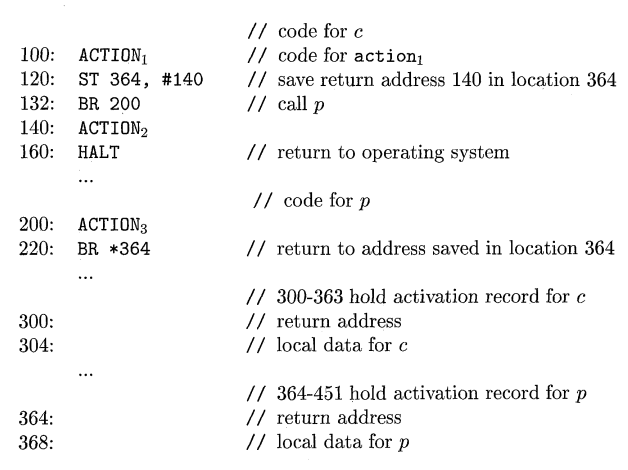 // code for c
100: ACTION₁ // code for action₁
120: ST 364, #140 // save return address 140 in location 364
132: BR 200 // call p
140: ACTION₂
160: HALT // return to operating system
...
// code for p
200: ACTION₃
220: BR *364 // return to address saved in location 364
...
// 300-363 hold activation record for c
300: // return address
304: // local data for c
...
// 364-451 hold activation record for p
364: // return address
368: // local data for p